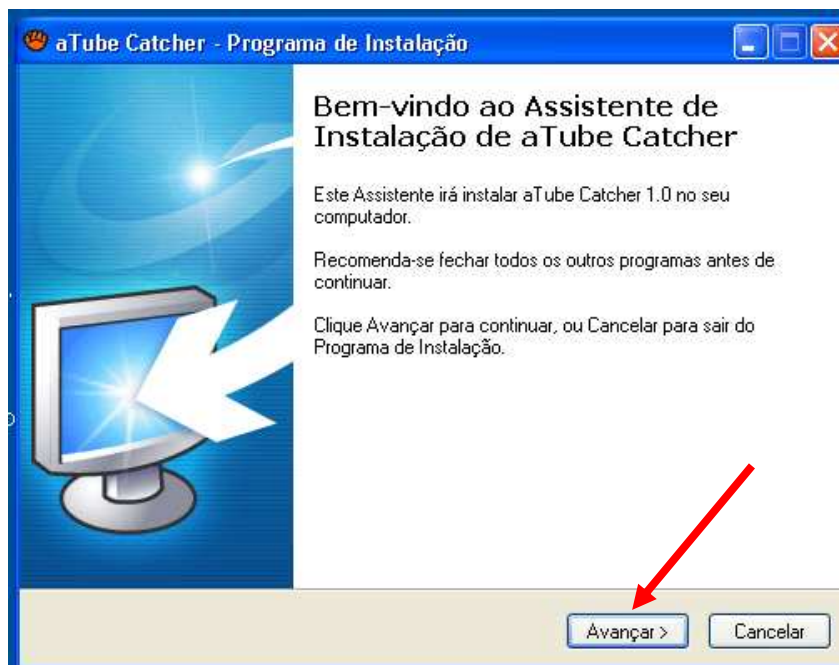 aTube Catcher - Programa de Instalação
Bem-vindo ao Assistente de
Instalação de aTube Catcher
Este Assistente irá instalar aTube Catcher 1.0 no seu
computador.
Recomenda-se fechar todos os outros programas antes de
continuar.
Clique Avançar para continuar, ou Cancelar para sair do
Programa de Instalação.
Avançar >
Cancelar